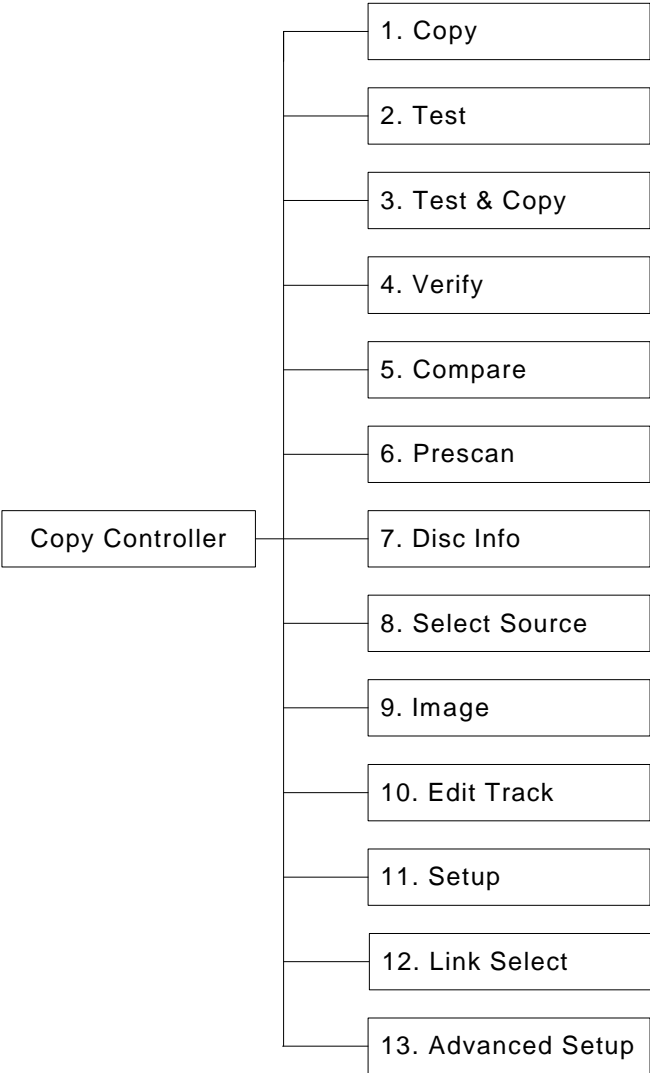 1. Copy
2. Test
3. Test & Copy
4. Verify
5. Compare
6. Prescan
Copy Controller
7. Disc Info
8. Select Source
9. Image
10. Edit Track
11. Setup
12. Link Select
13. Advanced Setup